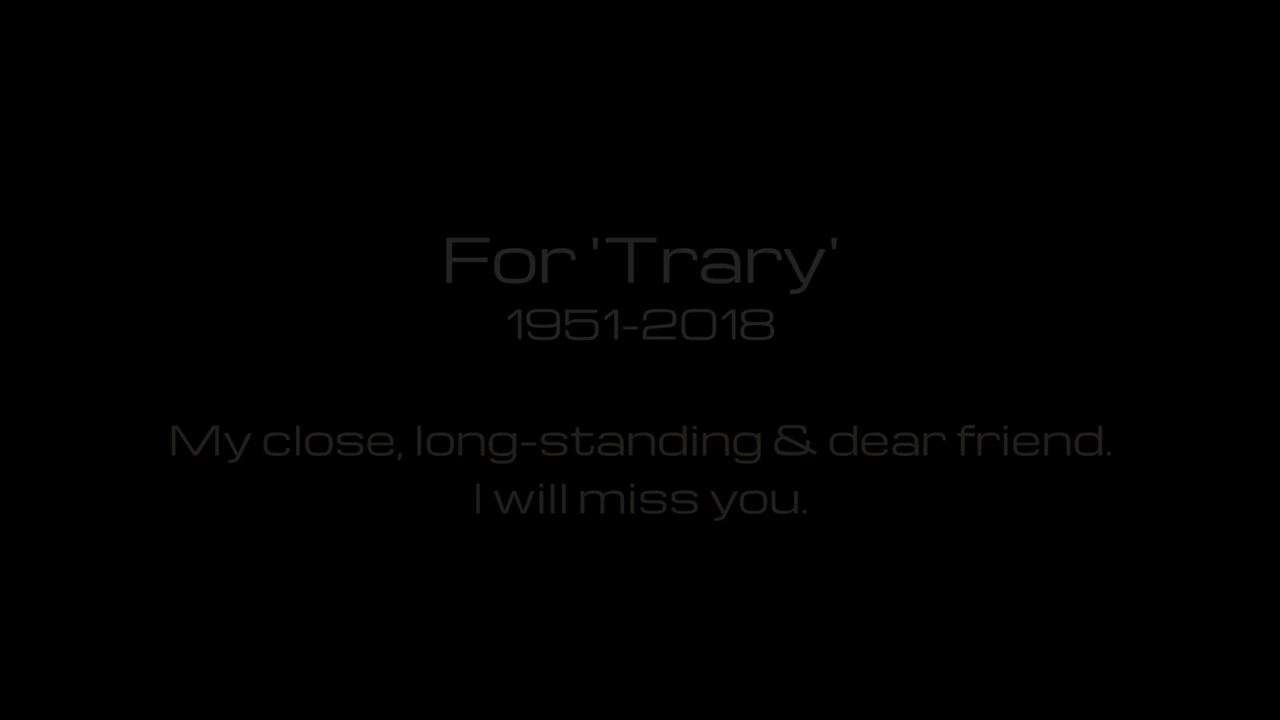 For 'Trary'
1951-2018
My close, long-standing & dear friend.
I will miss you.